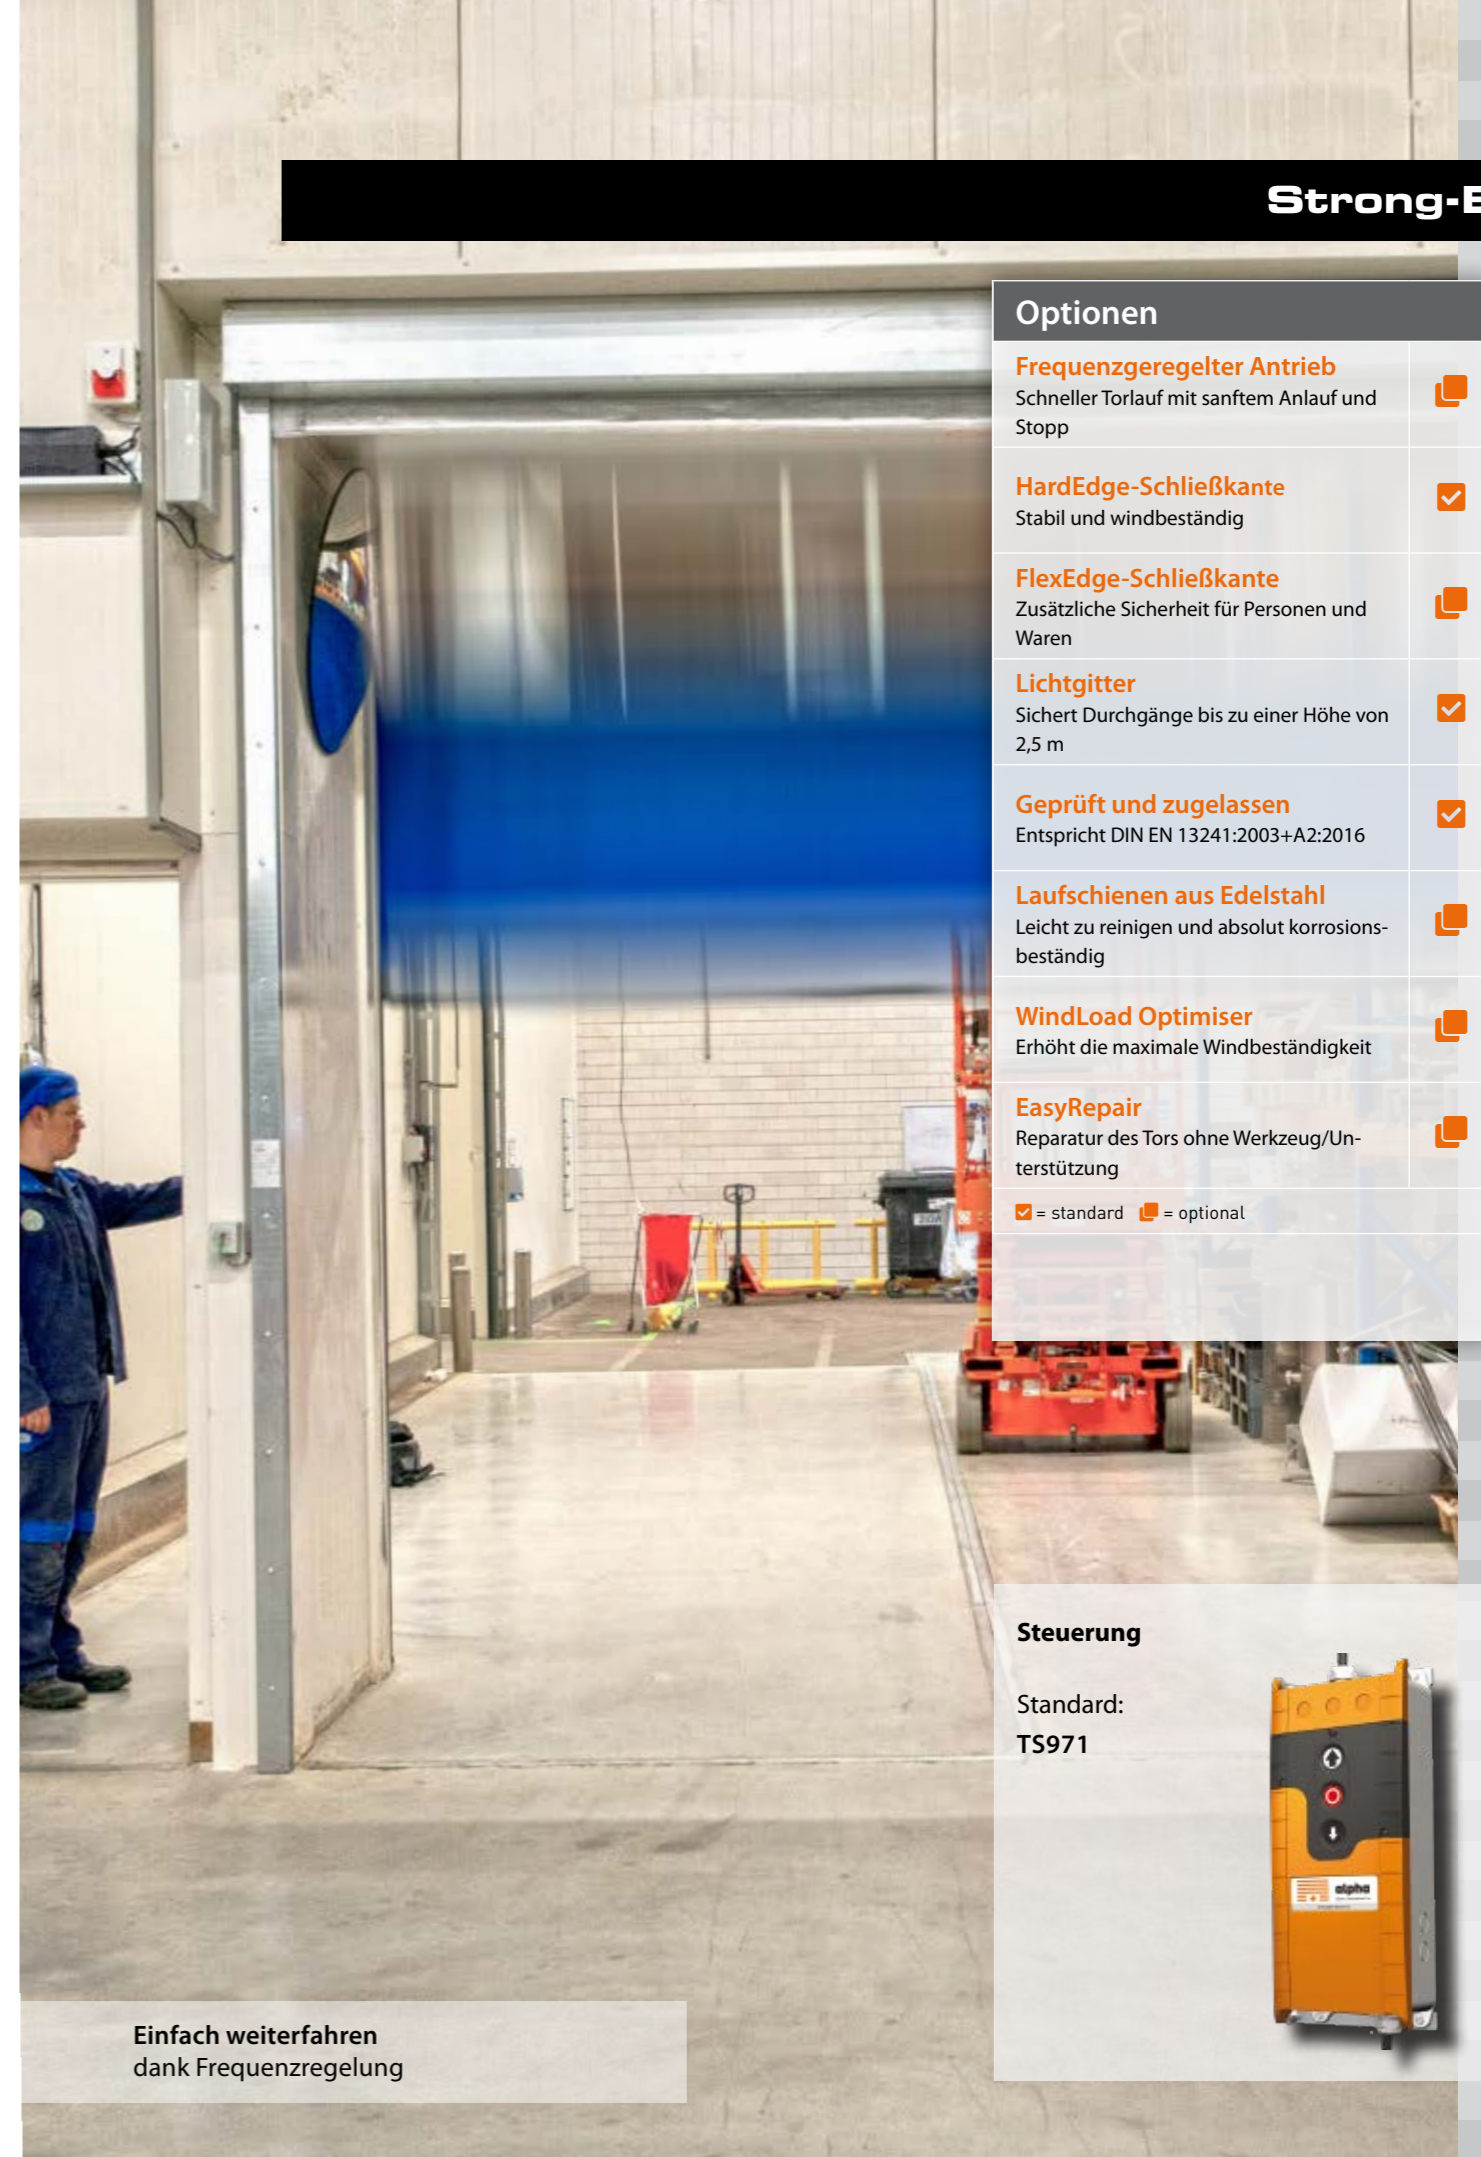 Strong-E
Optionen
Frequenzgeregelter Antrieb
Schneller Torlauf mit sanftem Anlauf und
Stopp
HardEdge-Schließkante
Stabil und windbeständig
FlexEdge-Schließkante
Zusätzliche Sicherheit für Personen und
Waren
Lichtgitter
Sichert Durchgänge bis zu einer Höhe von
2,5 m
Geprüft und zugelassen
Entspricht DIN EN 13241:2003+A2:2016
Laufschienen aus Edelstahl
Leicht zu reinigen und absolut korrosions-
beständig
WindLoad Optimiser
Erhöht die maximale Windbeständigkeit
EasyRepair
Reparatur des Tors ohne Werkzeug/Un-
terstützung
= standard = optional
Steuerung
Standard:
TS971
alpha
Einfach weiterfahren
dank Frequenzregelung